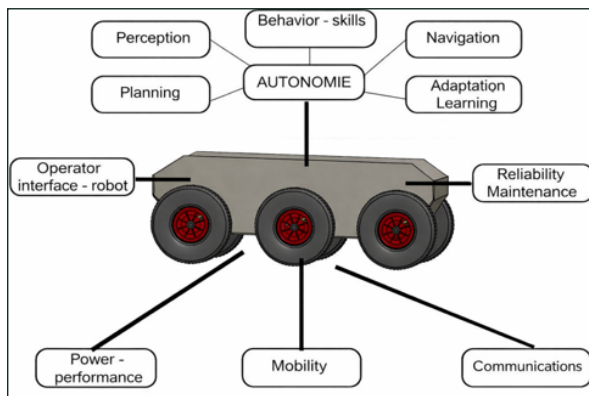 Behavior - skills
Perception
Navigation
AUTONOMIE
Planning
Adaptation
Learning
Operator
interface - robot
Reliability
Maintenance
Power -
performance
Mobility
Communications